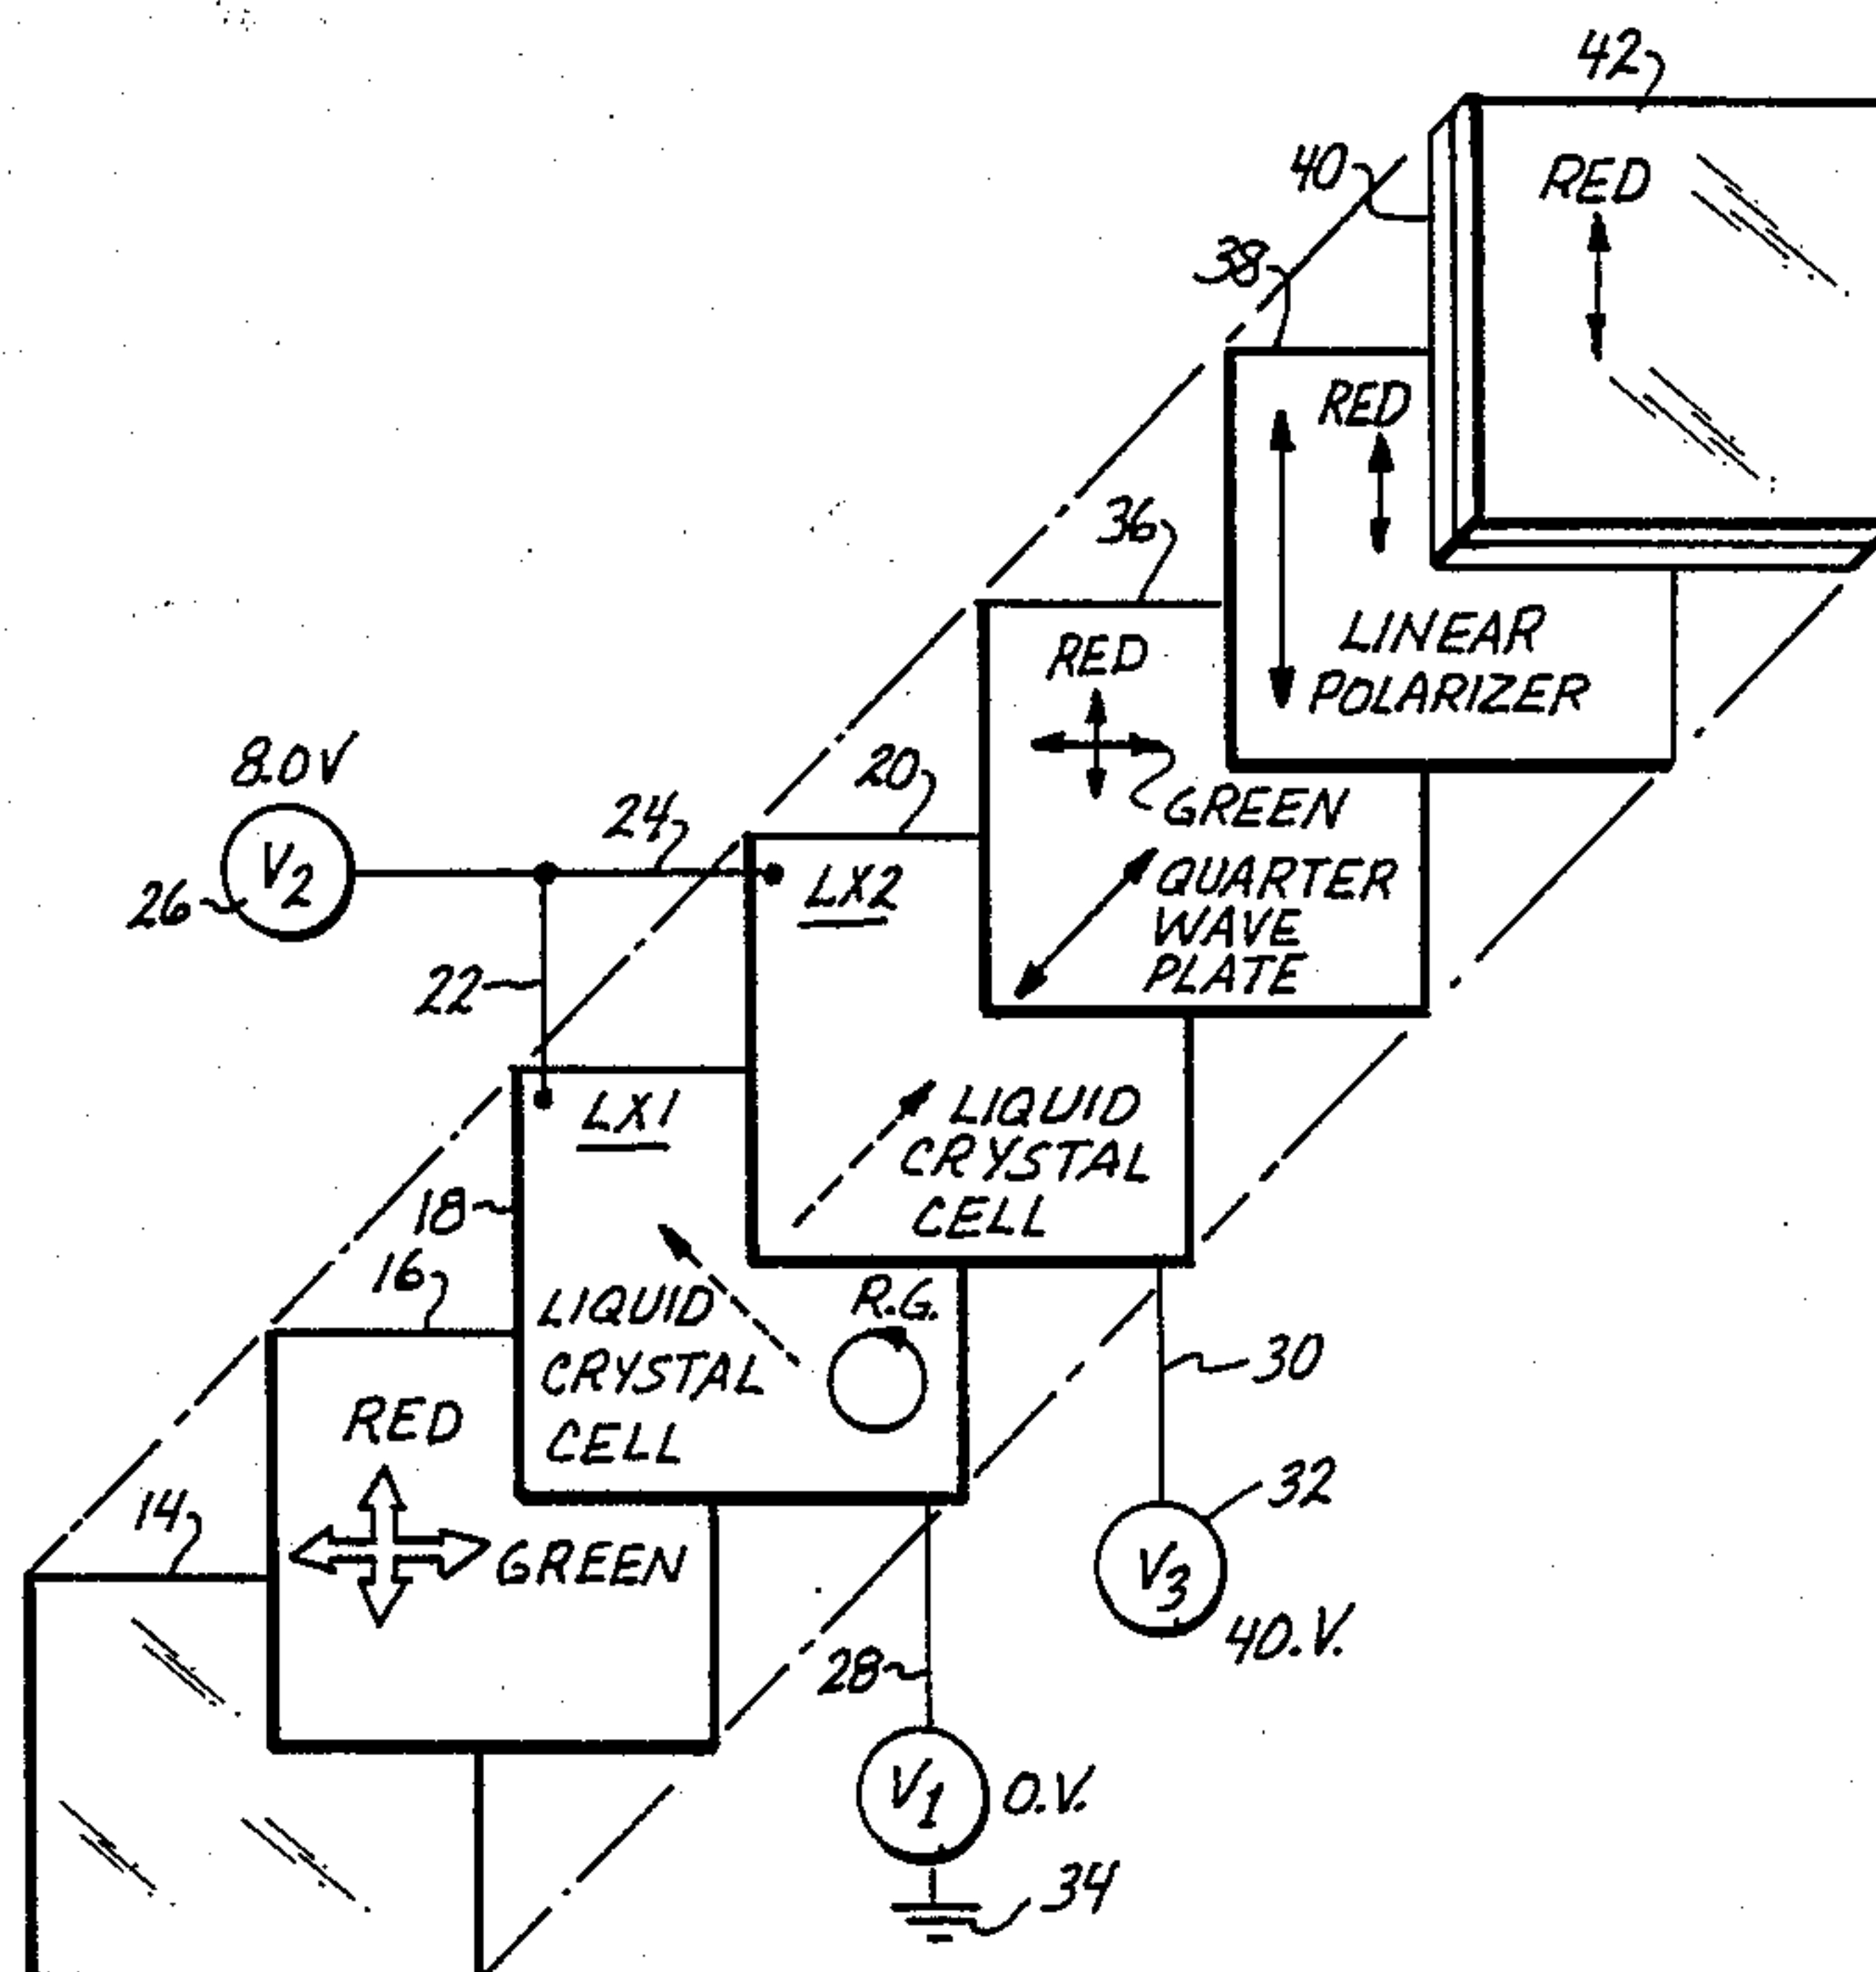 42
RED
40
38
RED
LINEAR
POLARIZER
36
RED
GREEN
QUARTER
WAVE
PLATE
20
8.0V
V2
26
24
LX2
22
LX1
LIQUID
CRYSTAL
CELL
18
16
LIQUID
CRYSTAL
CELL
R.G.
30
RED
GREEN
14
32
V3
40.V.
28
V1
0.V.
34